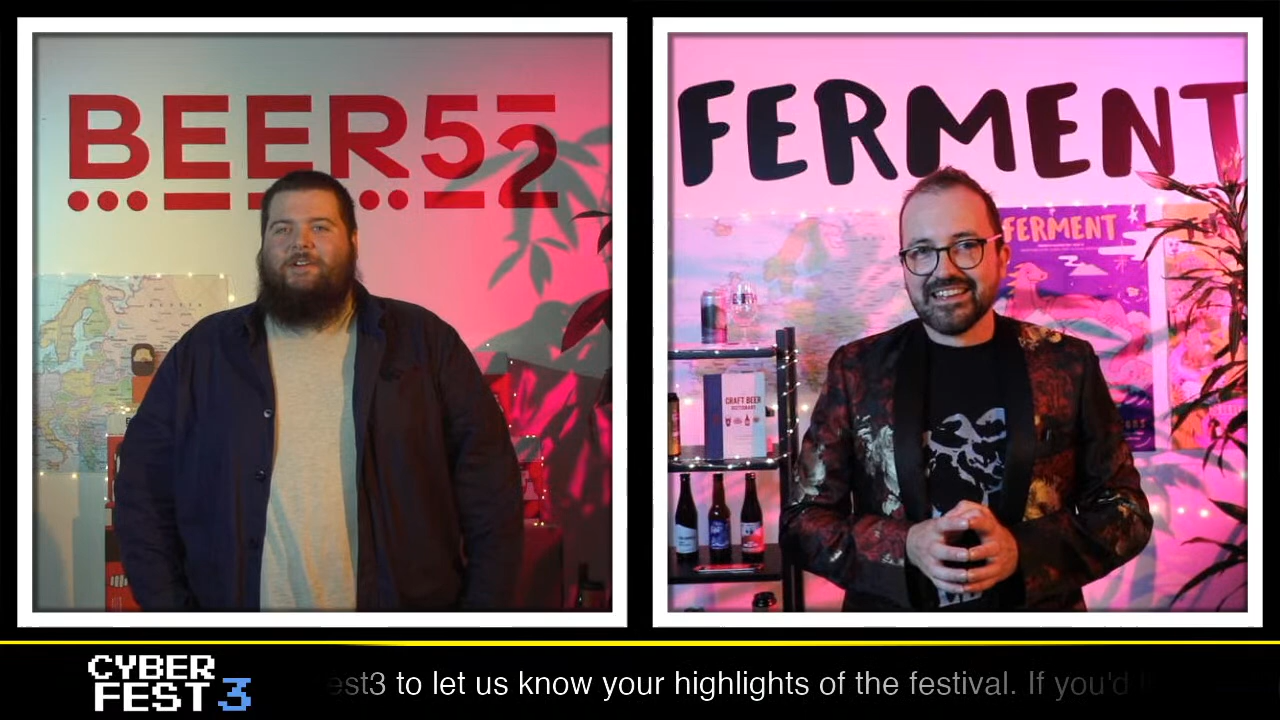 BEER52
FERMENT
FERMENT
CRAFT BEER
DICTIONARY
CYBER
FEST 3
est3 to let us know your highlights of the festival. If you'd